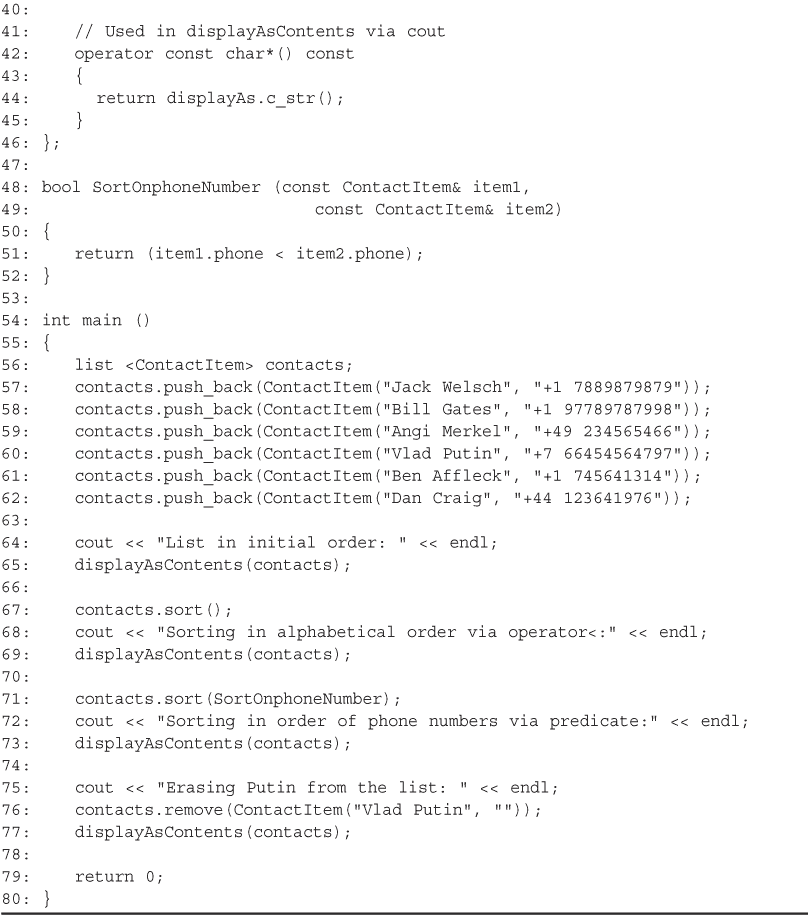 40:
41:    // Used in displayAsContents via cout
42:    operator const char*() const
43:    {
44:      return displayAs.c_str();
45:    }
46: };
47:
48: bool SortOnphoneNumber (const ContactItem& item1,
49:                         const ContactItem& item2)
50: {
51:    return (item1.phone < item2.phone);
52: }
53:
54: int main ()
55: {
56:    list <ContactItem> contacts;
57:    contacts.push_back(ContactItem("Jack Welsch", "+1 7889879879"));
58:    contacts.push_back(ContactItem("Bill Gates", "+1 97789787998"));
59:    contacts.push_back(ContactItem("Angi Merkel", "+49 234565466"));
60:    contacts.push_back(ContactItem("Vlad Putin", "+7 66454564797"));
61:    contacts.push_back(ContactItem("Ben Affleck", "+1 745641314"));
62:    contacts.push_back(ContactItem("Dan Craig", "+44 123641976"));
63:
64:    cout << "List in initial order: " << endl;
65:    displayAsContents(contacts);
66:
67:    contacts.sort();
68:    cout << "Sorting in alphabetical order via operator<:" << endl;
69:    displayAsContents(contacts);
70:
71:    contacts.sort(SortOnphoneNumber);
72:    cout << "Sorting in order of phone numbers via predicate:" << endl;
73:    displayAsContents(contacts);
74:
75:    cout << "Erasing Putin from the list: " << endl;
76:    contacts.remove(ContactItem("Vlad Putin", ""));
77:    displayAsContents(contacts);
78:
79:    return 0;
80: }